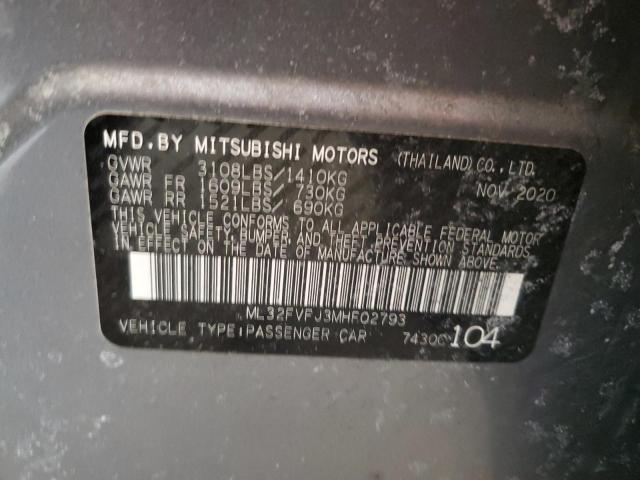 MFD.BY MITSUBISHI MOTORS (THAILAND) CO., LTD.
GVWR 3108LBS/1410KG NOV 2020
GAWR FR 1609LBS/ 730KG
GAWR RR 1521LBS/ 690KG
THIS VEHICLE CONFORMS TO ALL APPLICABLE FEDERAL MOTOR
VEHICLE SAFETY, BUMPER, AND THEFT PREVENTION STANDARDS
IN EFFECT ON THE DATE OF MANUFACTURE SHOWN ABOVE.
ML32FVFJ3MHF02793
VEHICLE TYPE:PASSENGER CAR 7430C 104